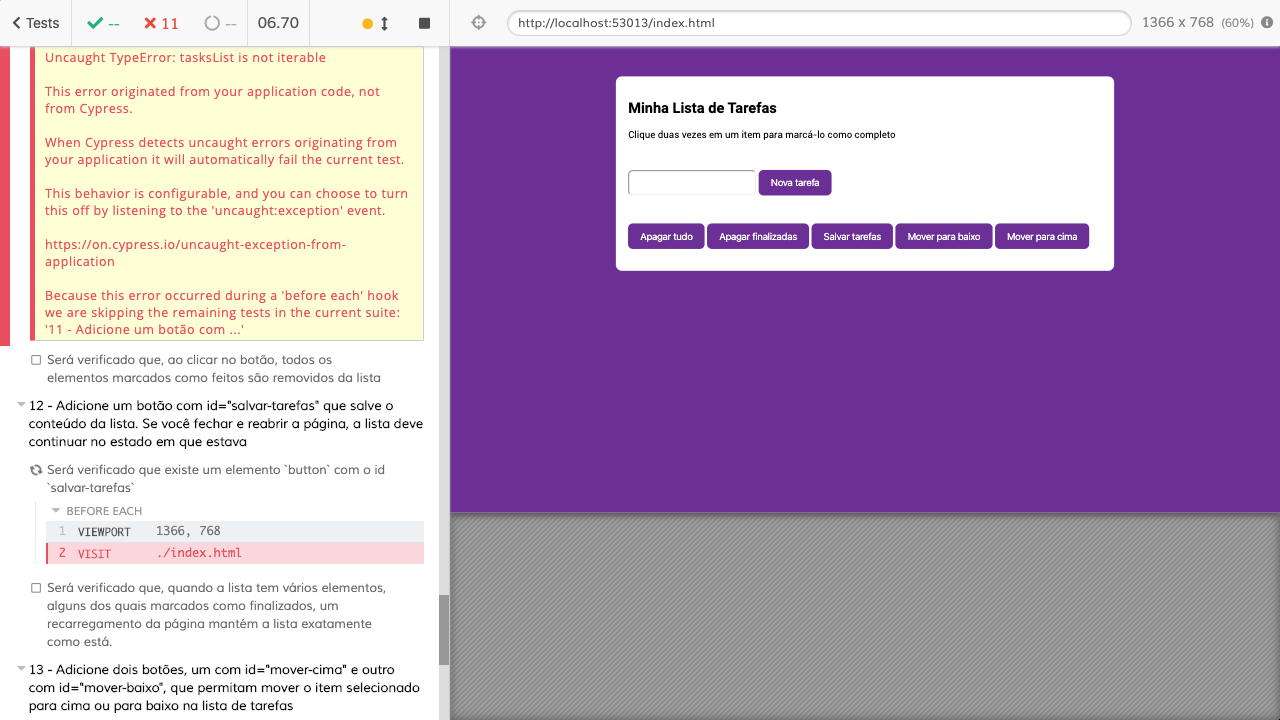 Tests
--
11
--
06.70
http://localhost:53013/index.html
1366 x 768 (60%)
Uncaught TypeError: tasksList is not iterable
This error originated from your application code, not
from Cypress.
When Cypress detects uncaught errors originating from
your application it will automatically fail the current test.
This behavior is configurable, and you can choose to turn
this off by listening to the 'uncaught:exception' event.
https://on.cypress.io/uncaught-exception-from-
application
Because this error occurred during a 'before each' hook
we are skipping the remaining tests in the current suite:
'11 - Adicione um botão com ...'
Será verificado que, ao clicar no botão, todos os
elementos marcados como feitos são removidos da lista
12 - Adicione um botão com id="salvar-tarefas" que salve o
conteúdo da lista. Se você fechar e reabrir a página, a lista deve
continuar no estado em que estava
Será verificado que existe um elemento `button` com o id
`salvar-tarefas`
BEFORE EACH
1 VIEWPORT 1366, 768
2 VISIT ./index.html
Será verificado que, quando a lista tem vários elementos,
alguns dos quais marcados como finalizados, um
recarregamento da página mantém a lista exatamente
como está.
13 - Adicione dois botões, um com id="mover-cima" e outro
com id="mover-baixo", que permitam mover o item selecionado
para cima ou para baixo na lista de tarefas
Minha Lista de Tarefas
Clique duas vezes em um item para marcá-lo como completo
Nova tarefa
Apagar tudo
Apagar finalizadas
Salvar tarefas
Mover para baixo
Mover para cima